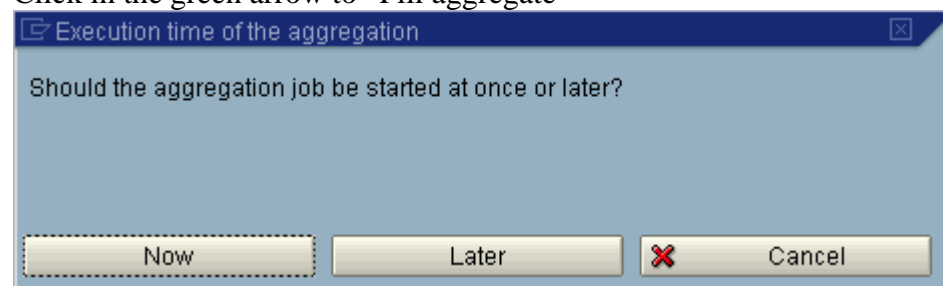 Click in the green arrow to "Fill aggregate"
Execution time of the aggregation
Should the aggregation job be started at once or later?
Now Later Cancel